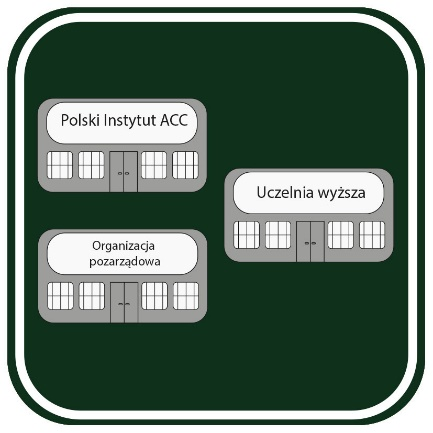 Polski Instytut ACC
Uczelnia wyższa
Organizacja
pozarządowa